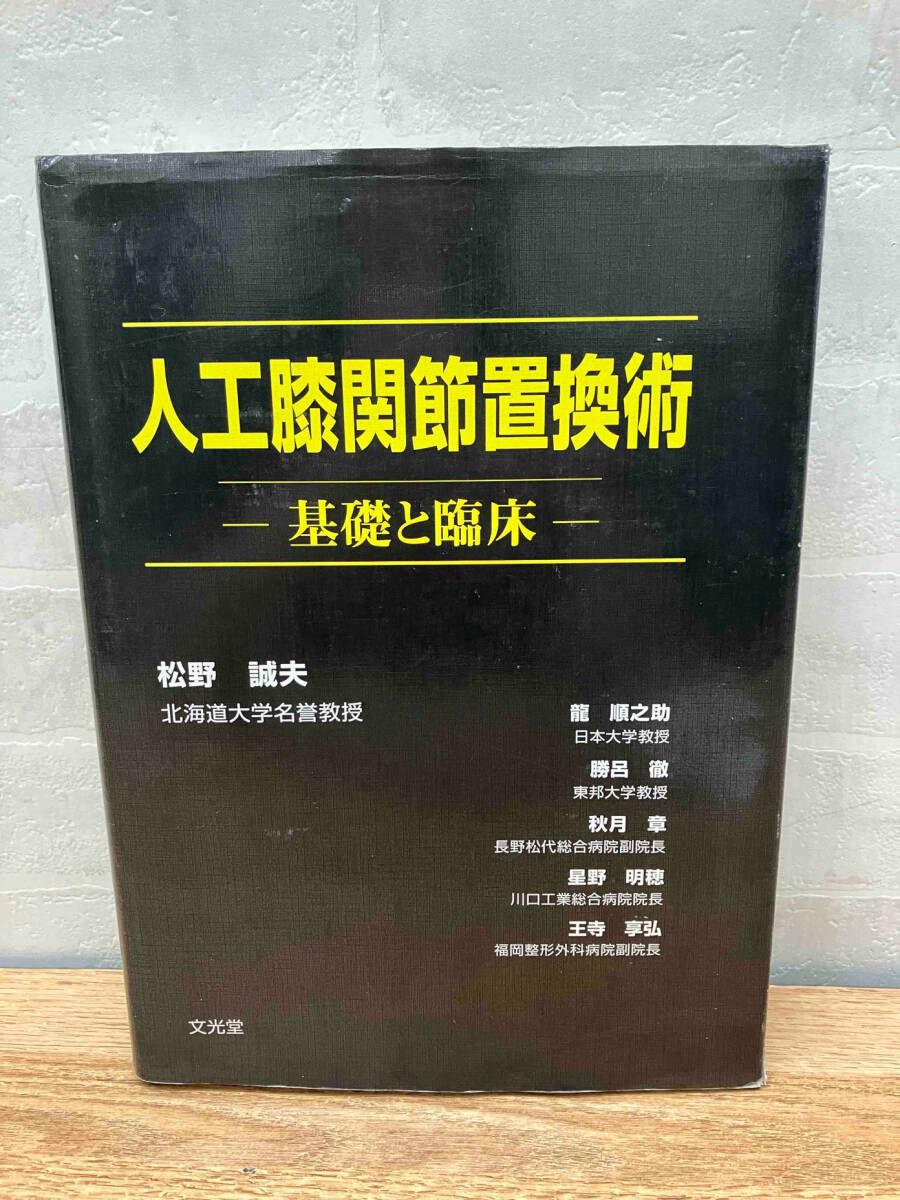 人工膝関節置換術
― 基礎と臨床 ―
松野　誠夫
北海道大学名誉教授
龍　順之助
日本大学教授
勝呂　徹
東邦大学教授
秋月　章
長野松代総合病院副院長
星野　明穂
川口工業総合病院院長
王寺　享弘
福岡整形外科病院副院長
文光堂